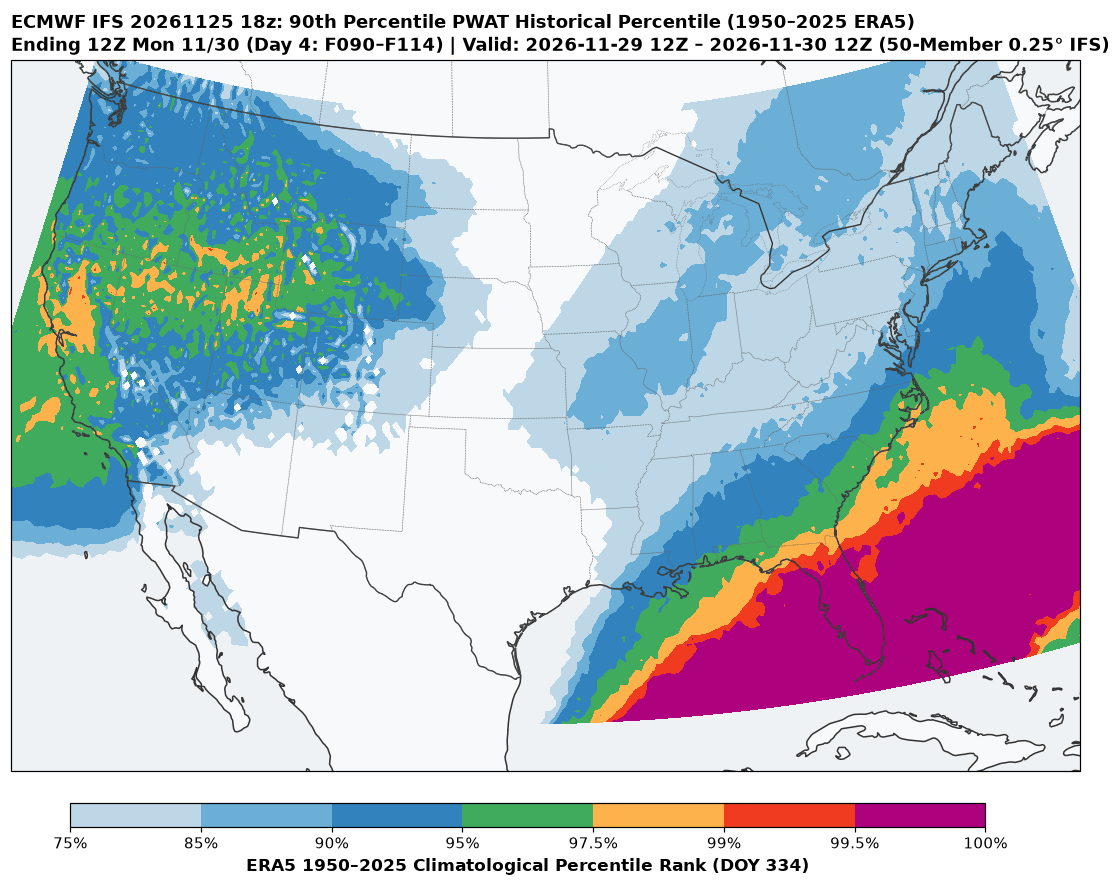 ECMWF IFS 20261125 18z: 90th Percentile PWAT Historical Percentile (1950–2025 ERA5)
Ending 12Z Mon 11/30 (Day 4: F090–F114) | Valid: 2026-11-29 12Z – 2026-11-30 12Z (50-Member 0.25° IFS)
75% 85% 90% 95% 97.5% 99% 99.5% 100%
ERA5 1950–2025 Climatological Percentile Rank (DOY 334)